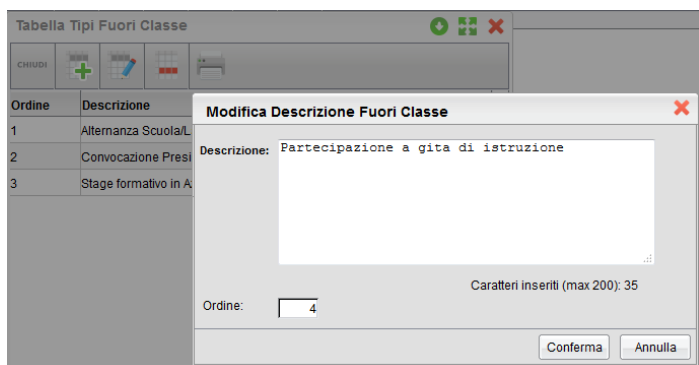 Tabella Tipi Fuori Classe
CHIUDI
Ordine Descrizione
1 Alternanza Scuola/L
2 Convocazione Presi
3 Stage formativo in A
Modifica Descrizione Fuori Classe
Descrizione: Partecipazione a gita di istruzione
Caratteri inseriti (max 200): 35
Ordine: 4
Conferma Annulla